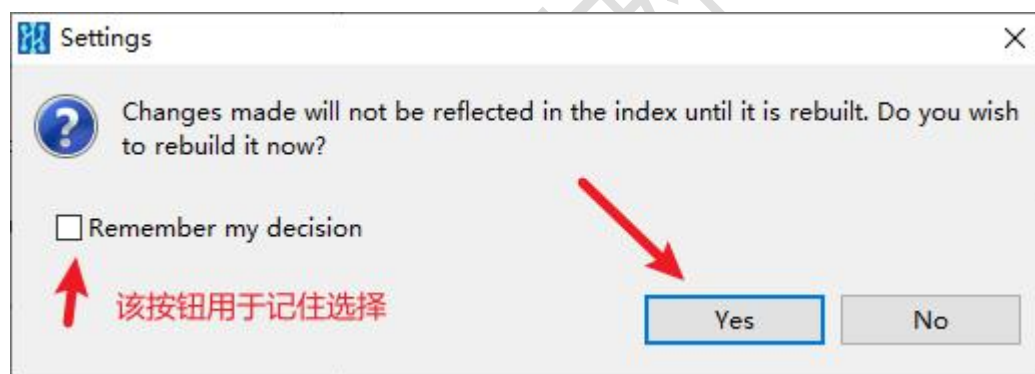 Settings
Changes made will not be reflected in the index until it is rebuilt. Do you wish
to rebuild it now?
Remember my decision
该按钮用于记住选择
Yes
No